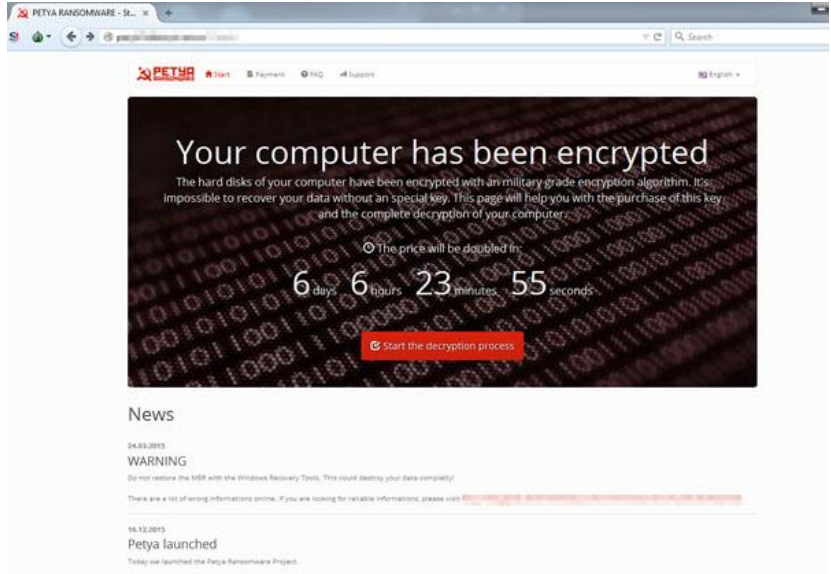 PETYA RANSOMWARE - St...
Search
PETYA
RANSOMWARE
Start
Payment
FAQ
Support
English
Your computer has been encrypted
The hard disks of your computer have been encrypted with an military grade encryption algorithm. It's
impossible to recover your data without an special key. This page will help you with the purchase of this key
and the complete decryption of your computer.
The price will be doubled in:
6 days 6 hours 23 minutes 55 seconds
Start the decryption process
News
24.03.2015
WARNING
Do not restore the MBR with the Windows Recovery Tools. This could destroy your data completly!
There are a lot of wrong informations online. If you are looking for reliable informations, please visit
16.12.2015
Petya launched
Today we launched the Petya Ransomware Project.